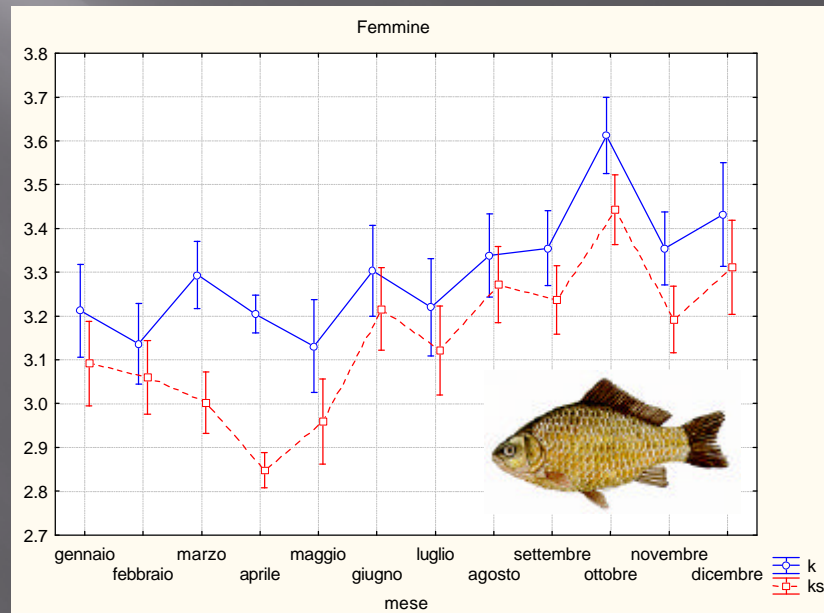 Femmine
3.8
3.7
3.6
3.5
3.4
3.3
3.2
3.1
3.0
2.9
2.8
2.7
gennaio marzo maggio luglio settembre novembre
febbraio aprile giugno agosto ottobre dicembre
mese
k
ks